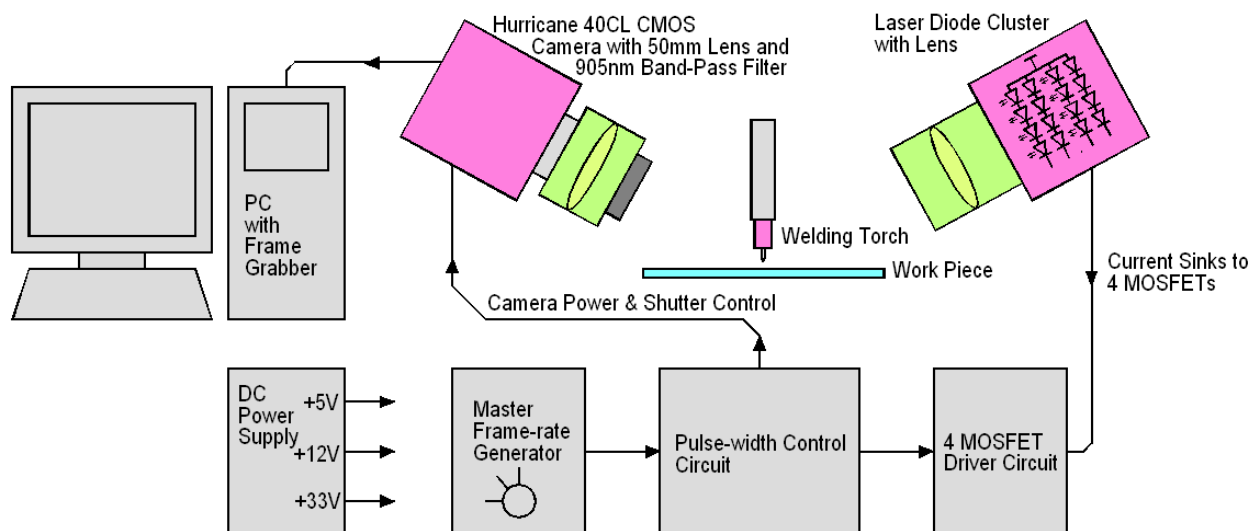 Hurricane 40CL CMOS
Camera with 50mm Lens and
905nm Band-Pass Filter
Laser Diode Cluster
with Lens
PC
with
Frame
Grabber
Welding Torch
Work Piece
Current Sinks to
4 MOSFETs
Camera Power & Shutter Control
DC
Power
Supply
+5V
+12V
+33V
Master
Frame-rate
Generator
Pulse-width Control
Circuit
4 MOSFET
Driver Circuit